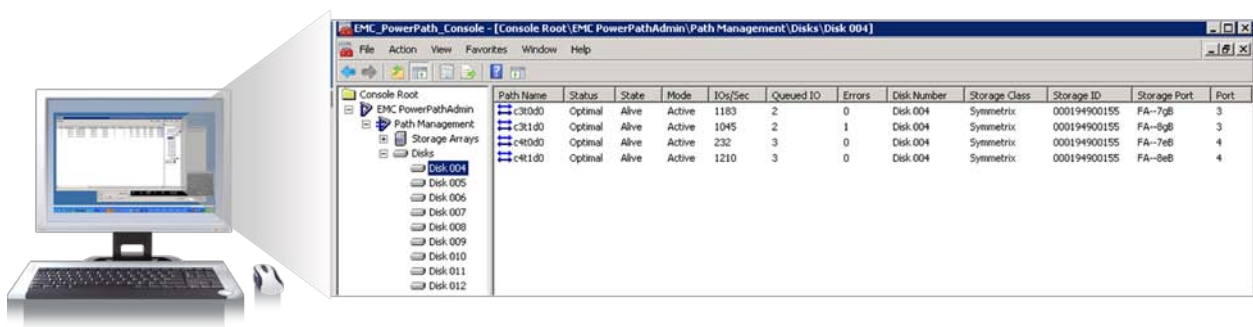 EMC_PowerPath_Console - [Console Root\EMC PowerPathAdmin\Path Management\Disks\Disk 004]
File Action View Favorites Window Help
Console Root
EMC PowerPathAdmin
Path Management
Storage Arrays
Disks
Disk 004
Disk 005
Disk 006
Disk 007
Disk 008
Disk 009
Disk 010
Disk 011
Disk 012
Path Name Status State Mode IOs/Sec Queued IO Errors Disk Number Storage Class Storage ID Storage Port Port
c3t0d0 Optimal Alive Active 1183 2 0 Disk 004 Symmetrix 000194900155 FA--7gB 3
c3t1d0 Optimal Alive Active 1045 2 1 Disk 004 Symmetrix 000194900155 FA--8gB 3
c4t0d0 Optimal Alive Active 232 3 0 Disk 004 Symmetrix 000194900155 FA--7eB 4
c4t1d0 Optimal Alive Active 1210 3 0 Disk 004 Symmetrix 000194900155 FA--8eB 4